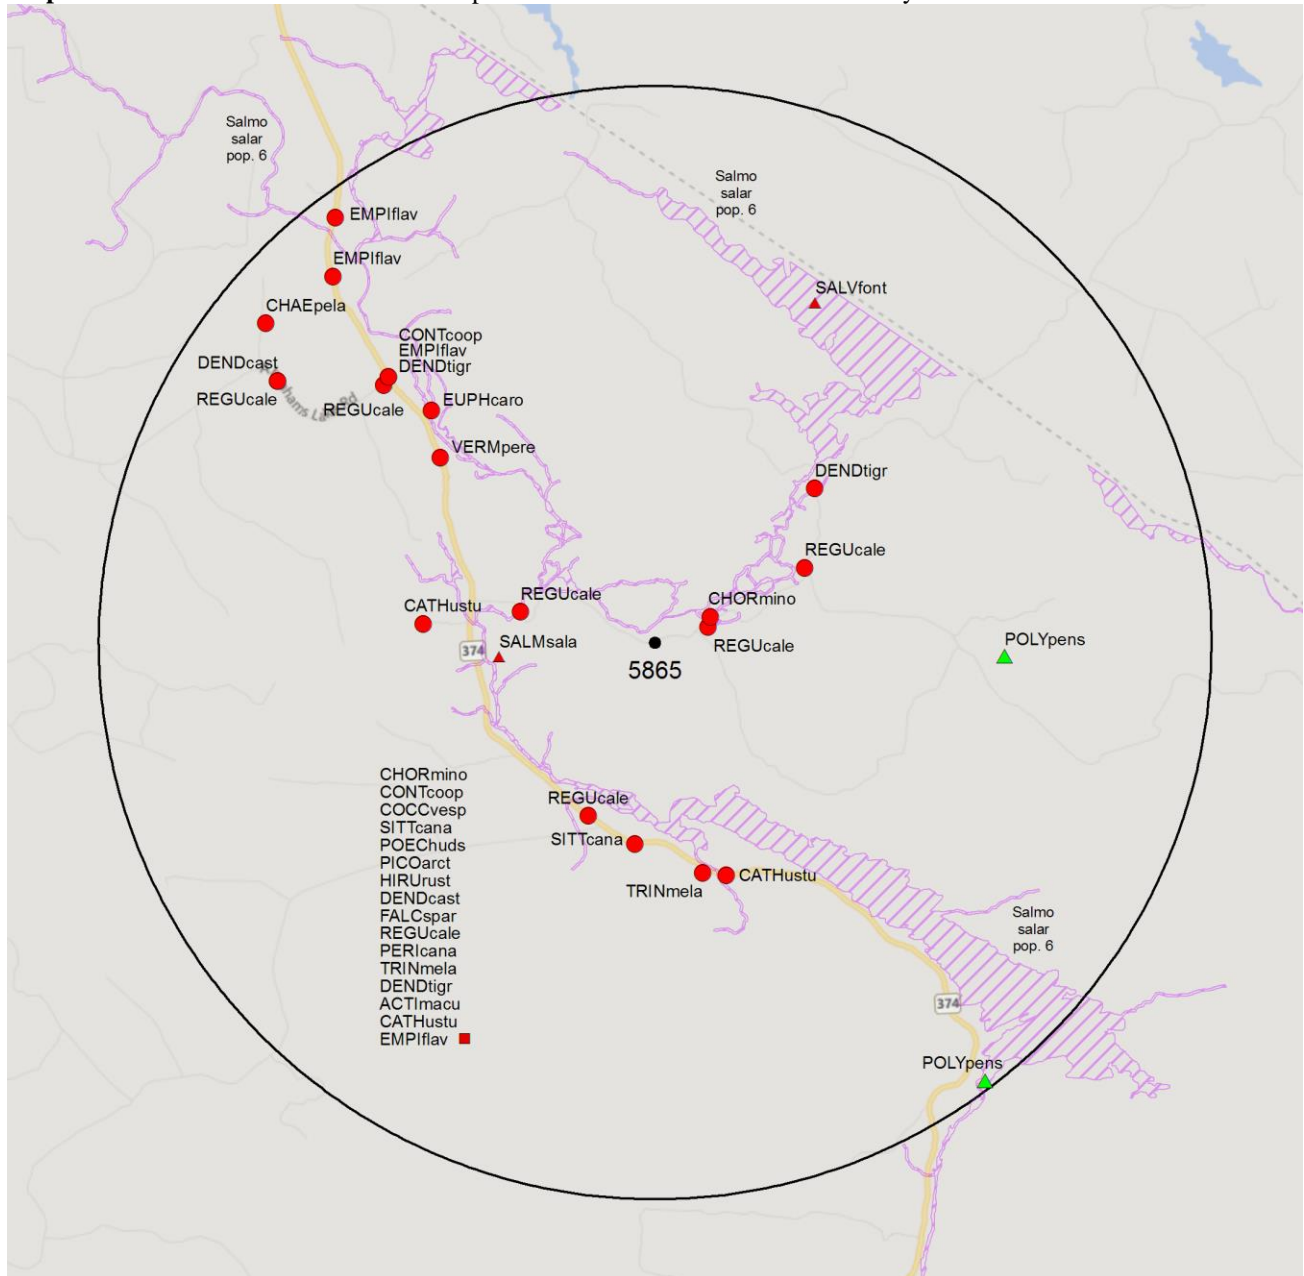 Salmo
salar
pop. 6
Salmo
salar
pop. 6
EMPIflav
EMPIflav
SALVfont
CHAEpela
CONTcoop
EMPIflav
DENDtigr
DENDcast
REGUcale
REGUcale
EUPHcaro
VERMpere
DENDtigr
REGUcale
REGUcale
CHORmino
CATHustu
SALMsala
REGUcale
POLYpens
374
5865
CHORmino
CONTcoop
COCCvesp
SITTcana
POEChuds
PICOarct
HIRUrust
DENDcast
FALCspar
REGUcale
PERIcana
TRINmela
DENDtigr
ACTImacu
CATHustu
EMPIflav
REGUcale
SITTcana
TRINmela
CATHustu
Salmo
salar
pop. 6
374
POLYpens